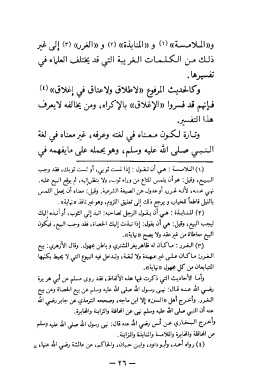 و«الملامسة» (١) و «المنابذة» (٢) و «الغرر» (٣) إلى غير
ذلك من الكلمات الغريبة التي قد يختلف العلماء في
تفسيرها.
وكالحديث المرفوع «لاطلاق ولاعتاق في إغلاق» (٤)
فإنهم قد فسروا «الإغلاق» بالإكراه، ومن يخالفه لايعرف
هذا التفسير.
وتارة لكون معناه في لغته وعرفه، غير معناه في لغة
النبي صلى الله عليه وسلم، وهو يحمله على مايفهمه في
(١) الملامسة : هي أن تقول: إذا لمست ثوبي، أو لمست ثوبك، فقد وجب
البيع، وقيل: هو أن يلمس المتاع من وراء ثوب، ولا ينظر إليه، ثم يوقع البيع عليه.
نهى عنه، لأنه غرر، أو عدول عن الصيغة الشرعية. وقيل: معناه أن يجعل اللمس
بالليل قاطعاً للخيار، ويرجع ذلك إلى تعليق اللزوم، وهو غير نافذ «نهاية».
(٢) المنابذة : هي أن يقول الرجل لصاحبه: انبذ إلي الثوب، أو أنبذه إليك
ليجب البيع، وقيل: هي أن يقول: إذا نبذت إليك الحصاة، فقد وجب البيع، فيكون
البيع معاطاة من غير عقد ولا يصح «نهاية».
(٣) الغرر : ماكان له ظاهر يغر المشتري، و باطن مجهول. وقال الأزهري: بيع
الغرر: ماكان على غير عهدة ولا ثقة، وتدخل فيه البيوع التي لا يحيط بكنهها
المتبايعان من كل مجهول «نهاية».
وأما الأحاديث التي ذكرت فيها هذه الألفاظ، فقد روى مسلم عن أبي هريرة
رضي الله عنه قال: نهى رسول الله صلى الله عليه وسلم عن بيع الحصاة وعن بيع
الغرر. وأخرج أهل «السنن» إلا ابن ماجه، وصححه الترمذي عن جابر رضي الله
عنه أن النبي صلى الله عليه وسلم نهى عن المحاقلة والمزابنة والمخابرة.
وأخرج البخاري عن أنس رضي الله عنه قال: نهى رسول الله صلى الله عليه وسلم
عن المحاقلة والمخاضرة والملامسة والمنابذة والمزابنة.
(٤) رواه أحمد، وأبو داود، وابن ماجه، والحاكم، عن عائشة رضي الله عنها، =
— ٢٦ —